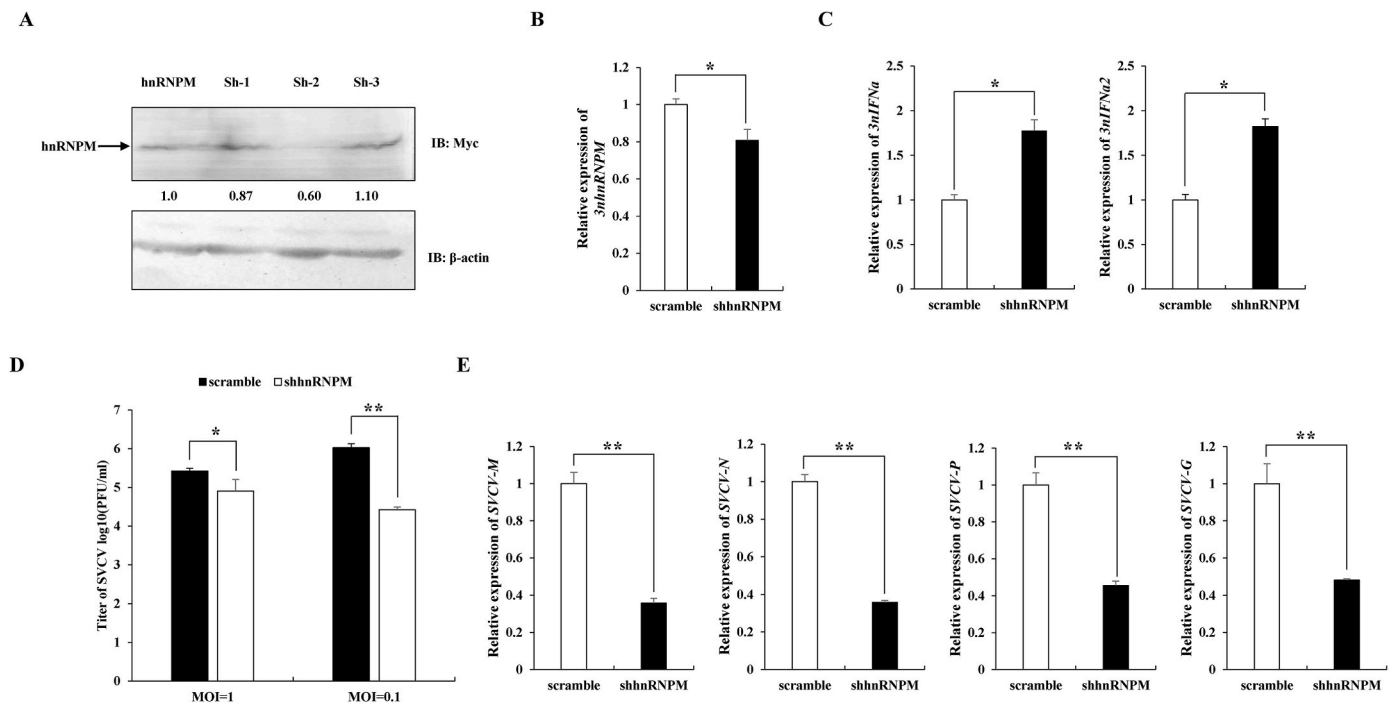 A
hnRNPM Sh-1 Sh-2 Sh-3
hnRNPM
IB: Myc
1.0 0.87 0.60 1.10
IB: β-actin
B
Relative expression of
3nhnRNPM
1.2
1
0.8
0.6
0.4
0.2
0
*
scramble shhnRNPM
C
Relative expression of 3nIFNa
2.5
2
1.5
1
0.5
0
*
scramble shhnRNPM
Relative expression of 3nIFNa2
2.5
2
1.5
1
0.5
0
*
scramble shhnRNPM
D
scramble shhnRNPM
Titer of SVCV log10(PFU/ml)
7
6
5
4
3
2
1
0
* **
MOI=1 MOI=0.1
E
Relative expression of SVCV-M
1.2
1
0.8
0.6
0.4
0.2
0
**
scramble shhnRNPM
Relative expression of SVCV-N
1.2
1
0.8
0.6
0.4
0.2
0
**
scramble shhnRNPM
Relative expression of SVCV-P
1.2
1
0.8
0.6
0.4
0.2
0
**
scramble shhnRNPM
Relative expression of SVCV-G
1.2
1
0.8
0.6
0.4
0.2
0
**
scramble shhnRNPM